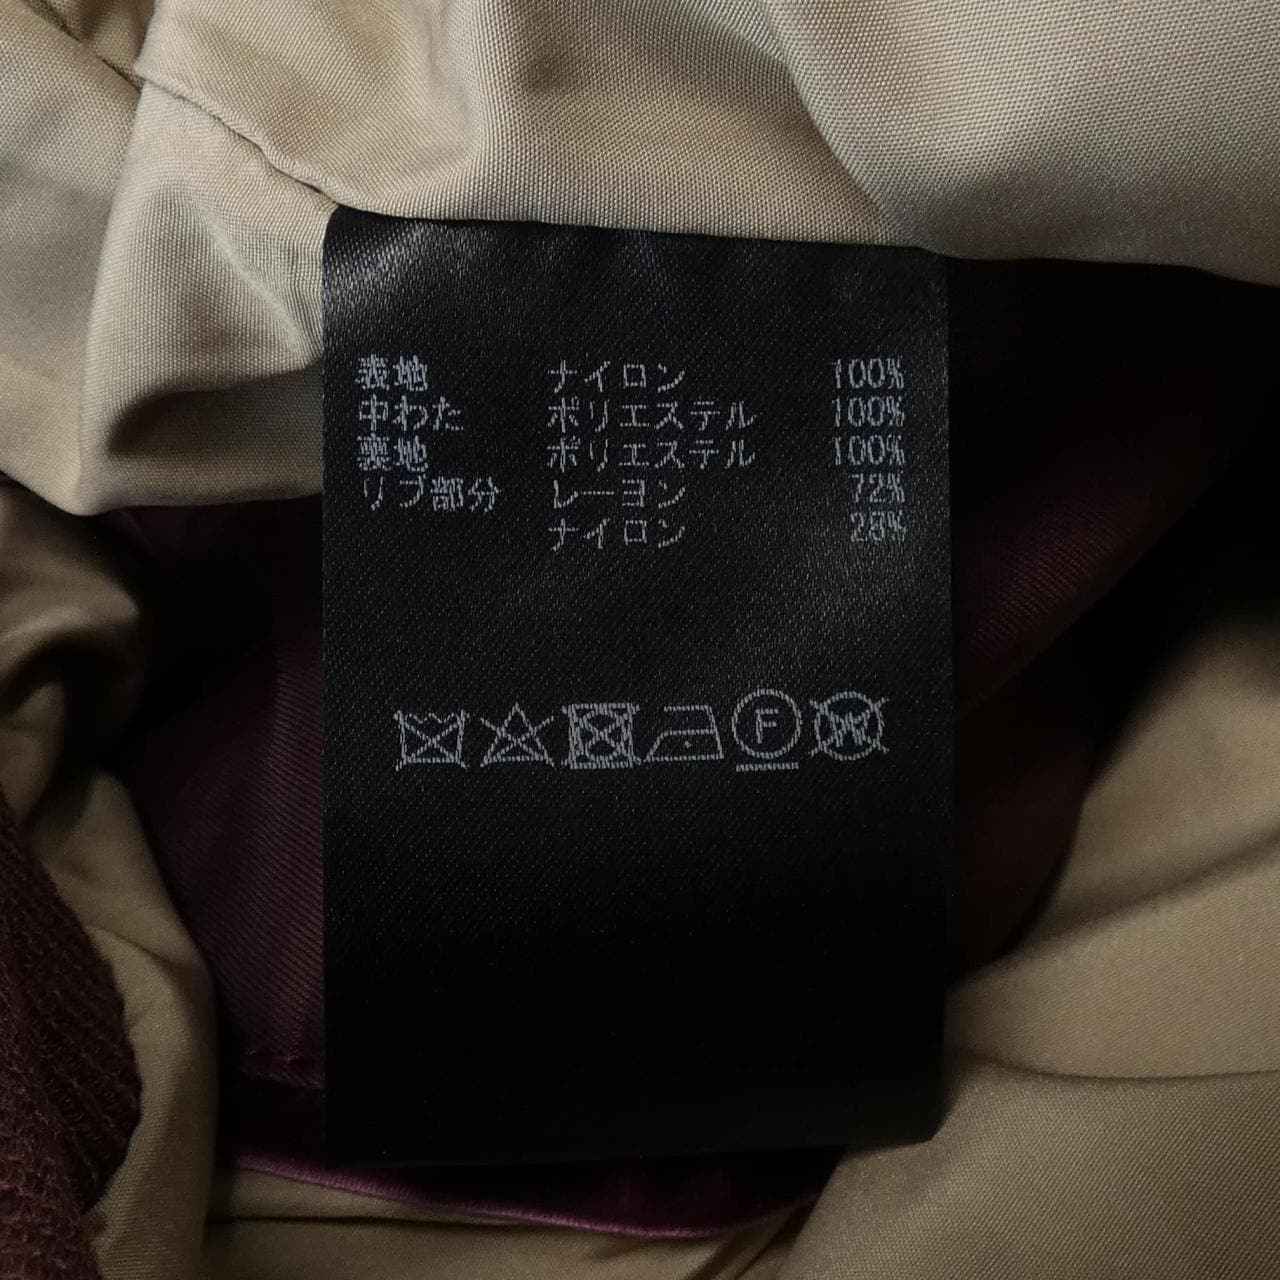 表地 ナイロン 100%
中わた ポリエステル 100%
裏地 ポリエステル 100%
リブ部分 レーヨン 72%
ナイロン 28%
F
W